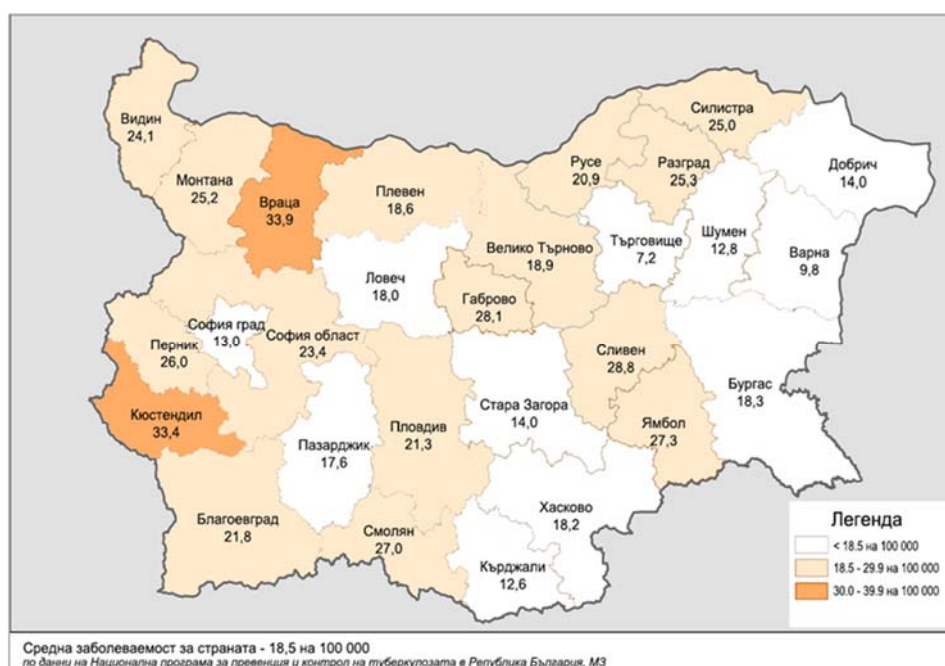 Видин
24,1
Монтана
25,2
Враца
33,9
Плевен
18,6
Велико Търново
18,9
Русе
20,9
Разград
25,3
Силистра
25,0
Добрич
14,0
Търговище
7,2
Шумен
12,8
Варна
9,8
Ловеч
18,0
Габрово
28,1
София град
13,0
София област
23,4
Перник
26,0
Кюстендил
33,4
Сливен
28,8
Бургас
18,3
Стара Загора
14,0
Ямбол
27,3
Пловдив
21,3
Пазарджик
17,6
Благоевград
21,8
Смолян
27,0
Хасково
18,2
Кърджали
12,6
Легенда
< 18.5 на 100 000
18.5 - 29.9 на 100 000
30.0 - 39.9 на 100 000
Средна заболеваемост за страната - 18,5 на 100 000
по данни на Национална програма за превенция и контрол на туберкулозата в Република България, МЗ